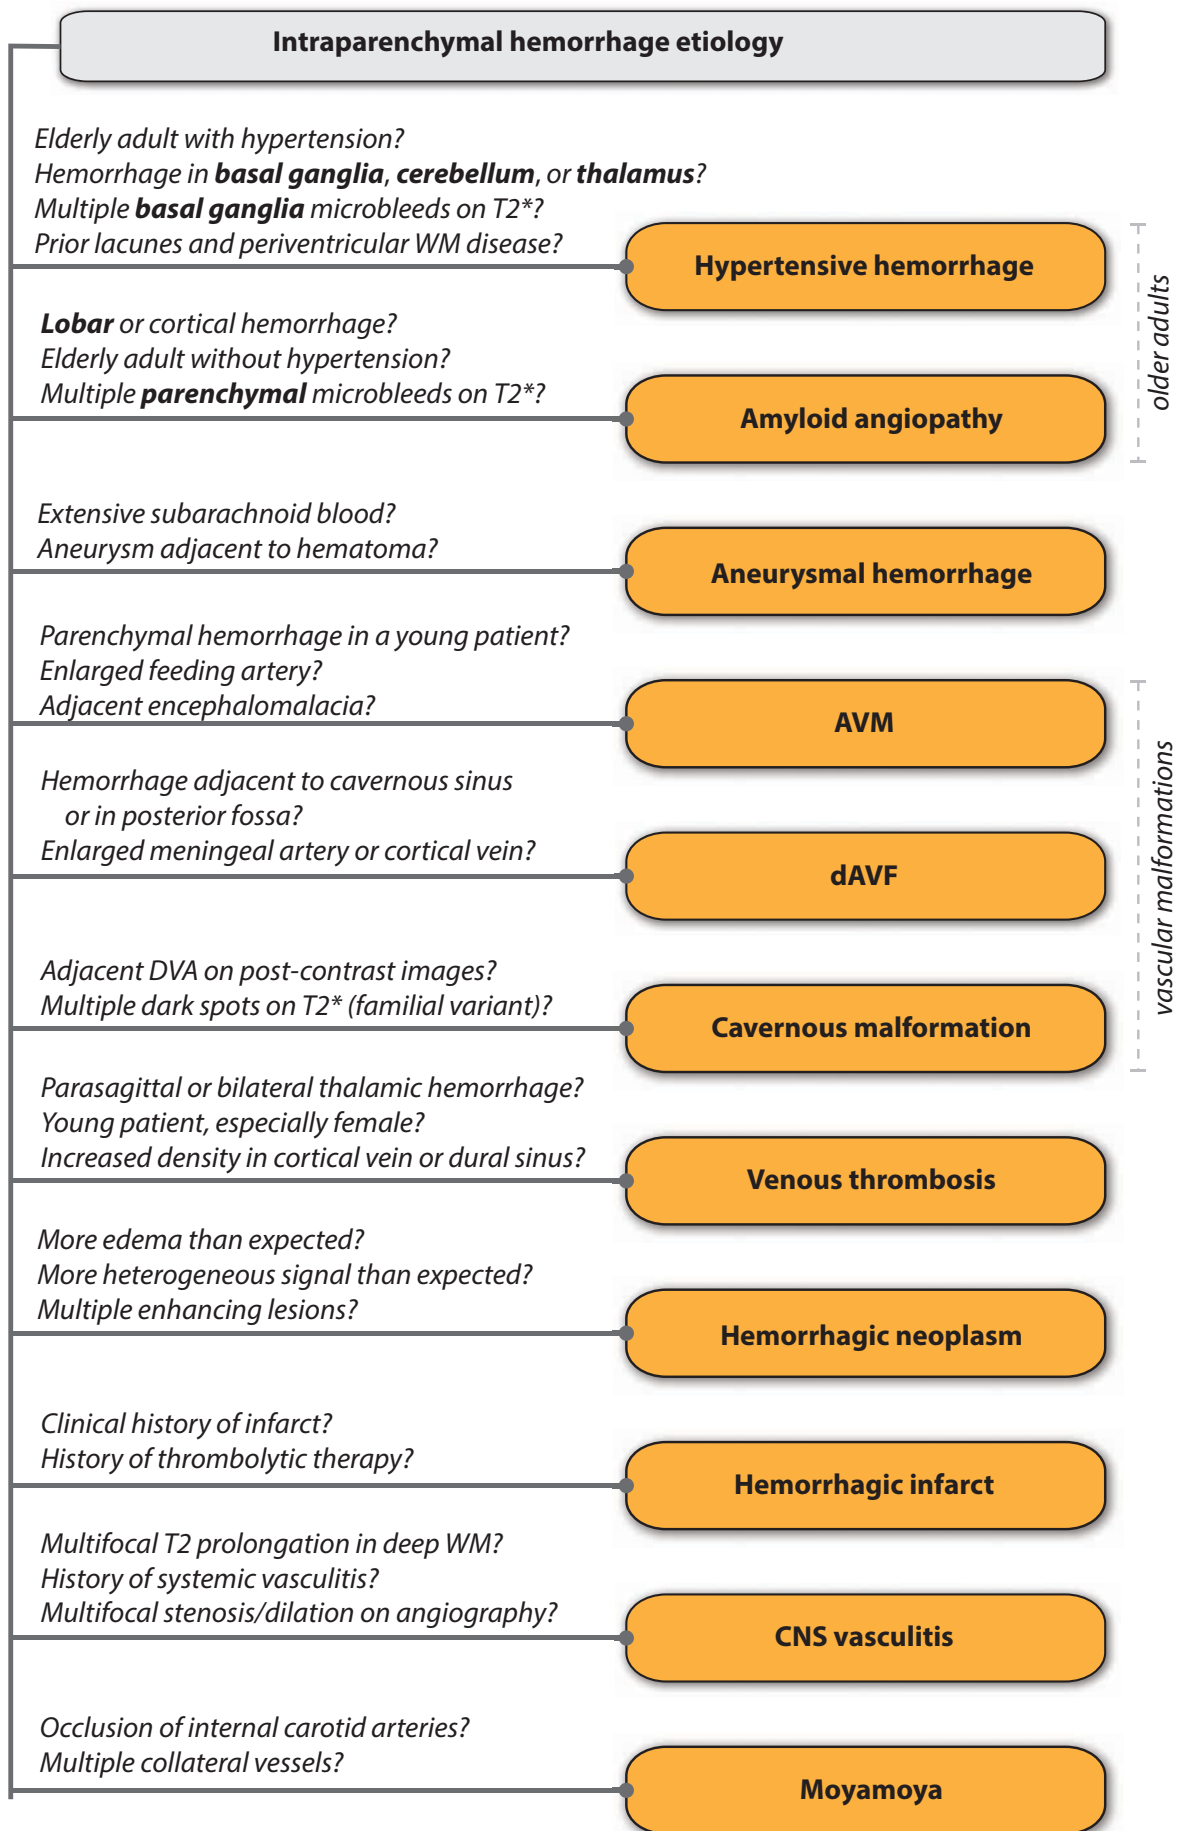 Intraparenchymal hemorrhage etiology
Elderly adult with hypertension?
Hemorrhage in basal ganglia, cerebellum, or thalamus?
Multiple basal ganglia microbleeds on T2*?
Prior lacunes and periventricular WM disease?
Hypertensive hemorrhage
Lobar or cortical hemorrhage?
Elderly adult without hypertension?
Multiple parenchymal microbleeds on T2*?
Amyloid angiopathy
older adults
Extensive subarachnoid blood?
Aneurysm adjacent to hematoma?
Aneurysmal hemorrhage
Parenchymal hemorrhage in a young patient?
Enlarged feeding artery?
Adjacent encephalomalacia?
AVM
Hemorrhage adjacent to cavernous sinus
or in posterior fossa?
Enlarged meningeal artery or cortical vein?
dAVF
Adjacent DVA on post-contrast images?
Multiple dark spots on T2* (familial variant)?
Cavernous malformation
vascular malformations
Parasagittal or bilateral thalamic hemorrhage?
Young patient, especially female?
Increased density in cortical vein or dural sinus?
Venous thrombosis
More edema than expected?
More heterogeneous signal than expected?
Multiple enhancing lesions?
Hemorrhagic neoplasm
Clinical history of infarct?
History of thrombolytic therapy?
Hemorrhagic infarct
Multifocal T2 prolongation in deep WM?
History of systemic vasculitis?
Multifocal stenosis/dilation on angiography?
CNS vasculitis
Occlusion of internal carotid arteries?
Multiple collateral vessels?
Moyamoya